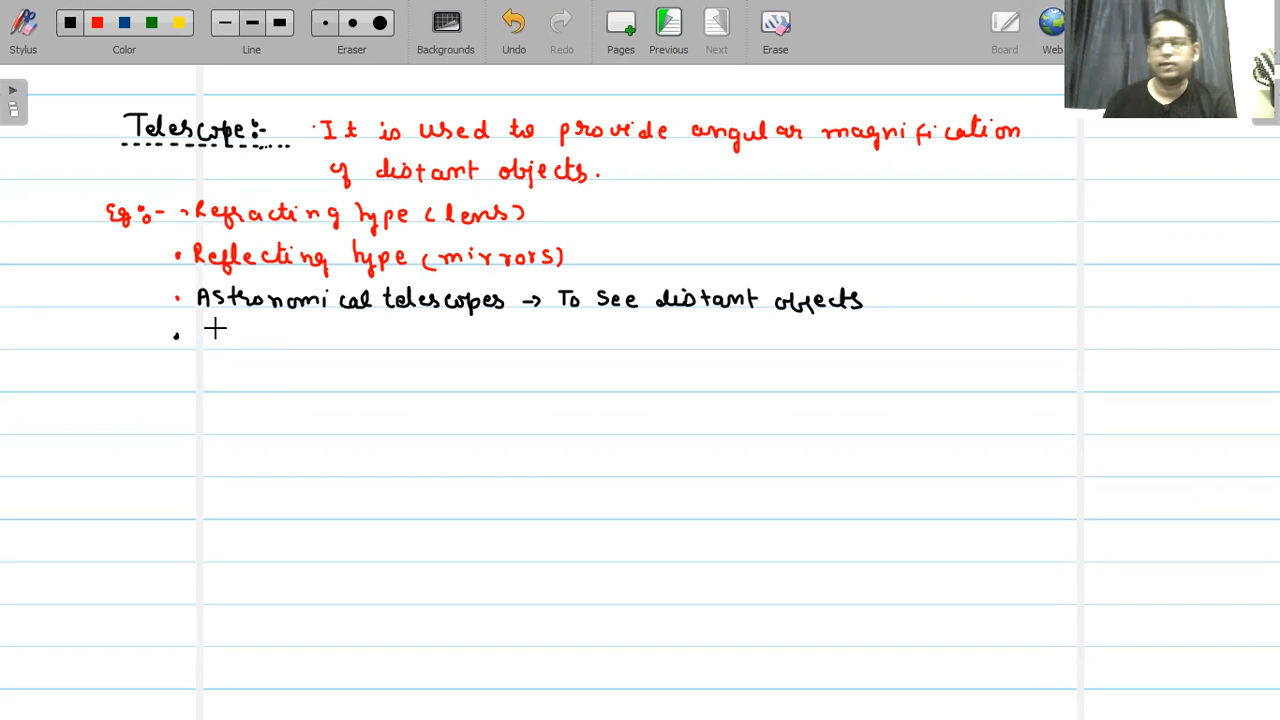 Stylus
Color
Line
Eraser
Backgrounds
Undo
Redo
Pages
Previous
Next
Erase
Board
Web
Telescope:- It is used to provide angular magnification
of distant objects.
Eg:- Refracting type (lens)
• Reflecting type (mirrors)
• Astronomical telescopes → To see distant objects
•